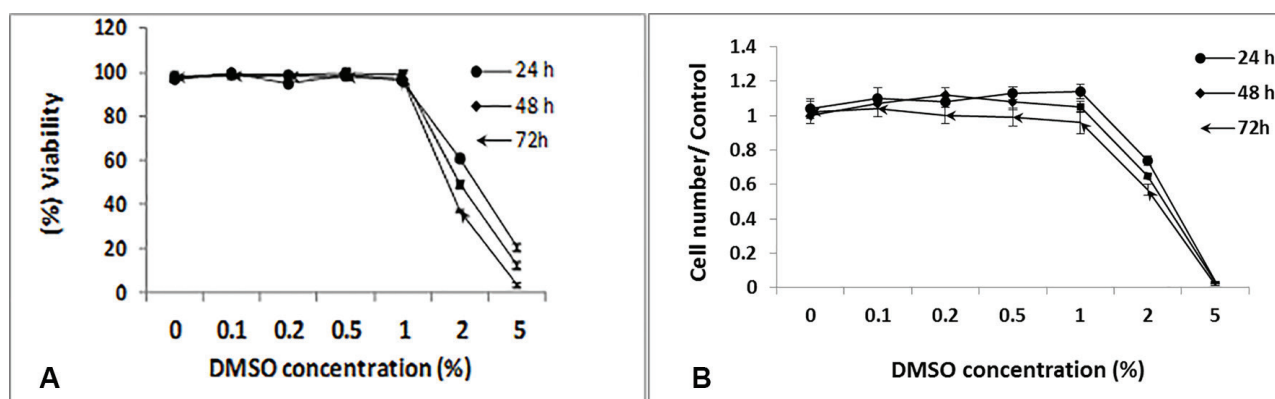 120
100
80
60
40
20
0
(%) Viability
0 0.1 0.2 0.5 1 2 5
DMSO concentration (%)
24 h
48 h
72h
A
1.4
1.2
1
0.8
0.6
0.4
0.2
0
Cell number/ Control
0 0.1 0.2 0.5 1 2 5
DMSO concentration (%)
24 h
48 h
72h
B